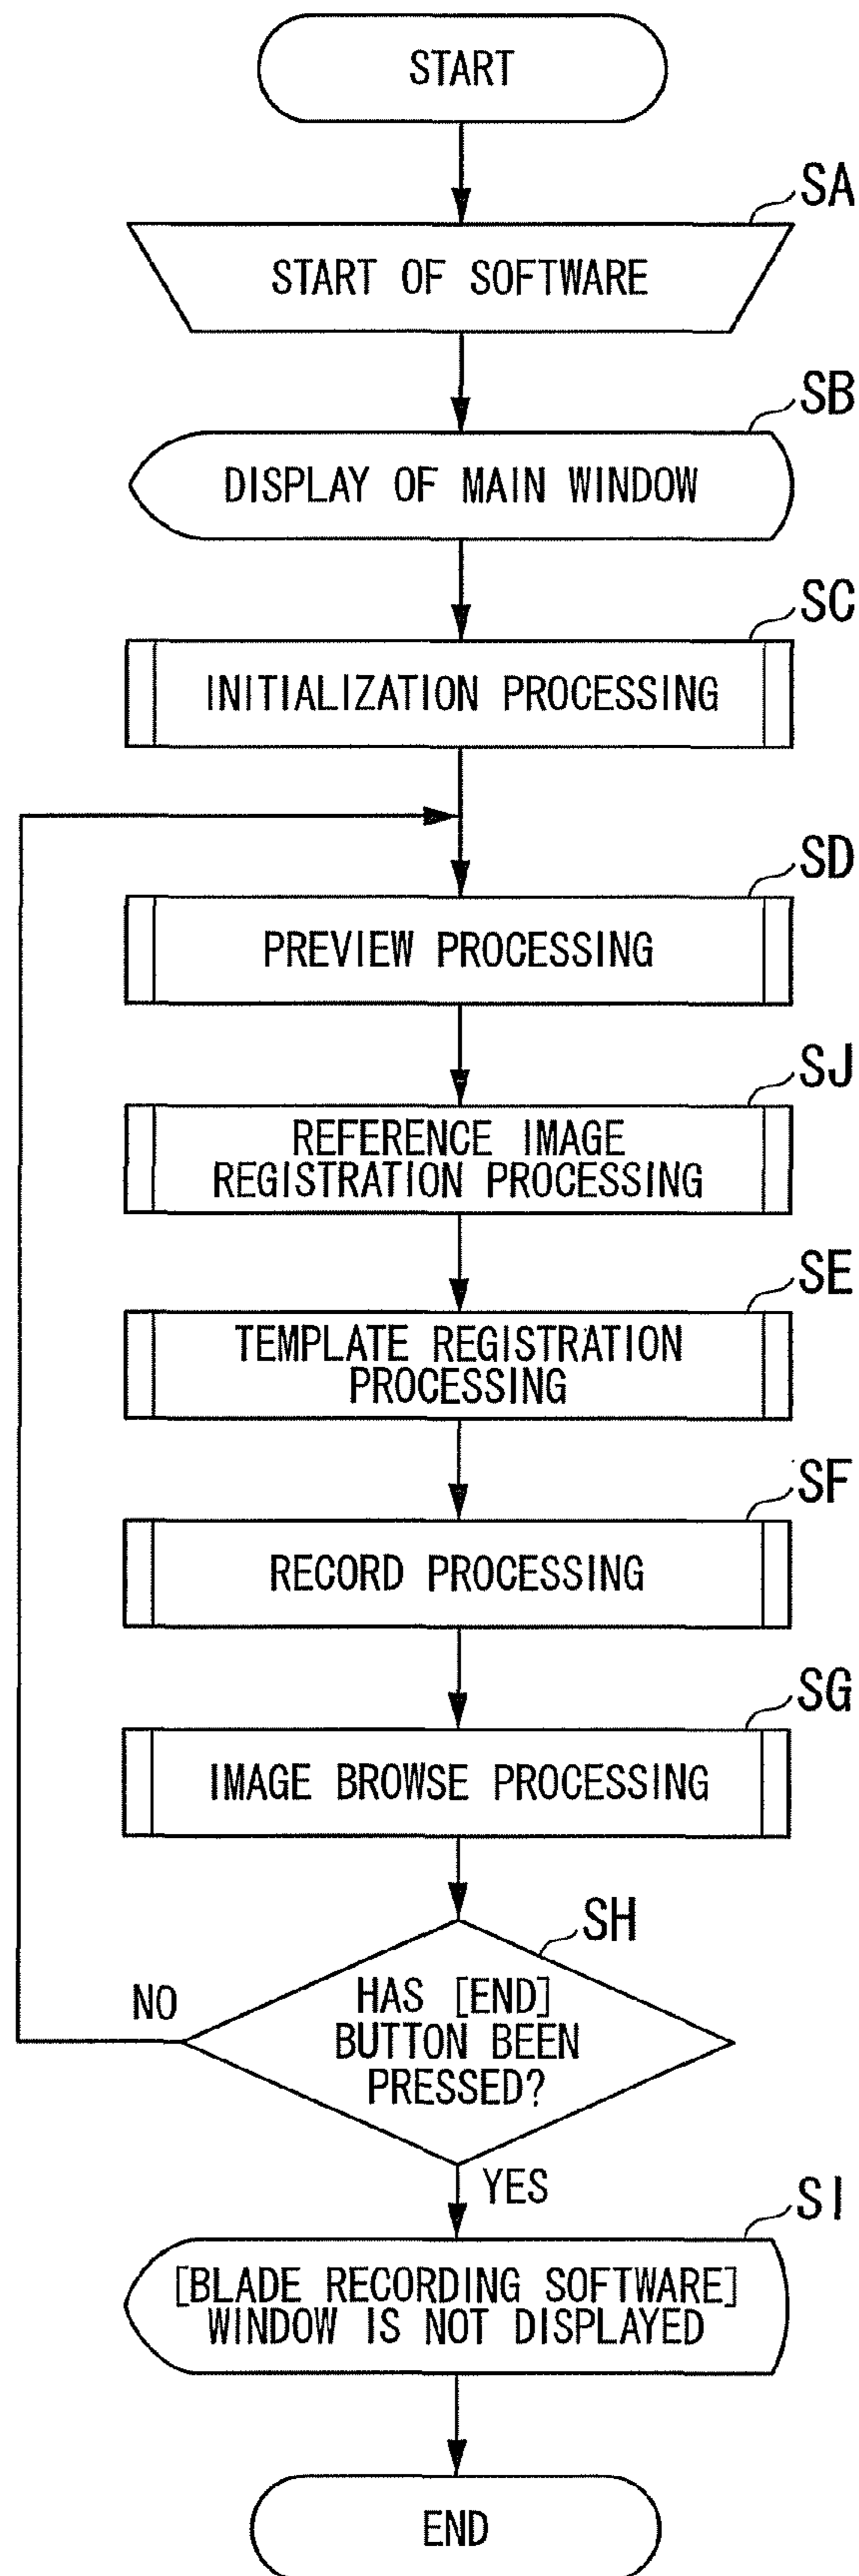 START
SA
START OF SOFTWARE
SB
DISPLAY OF MAIN WINDOW
SC
INITIALIZATION PROCESSING
SD
PREVIEW PROCESSING
SJ
REFERENCE IMAGE
REGISTRATION PROCESSING
SE
TEMPLATE REGISTRATION
PROCESSING
SF
RECORD PROCESSING
SG
IMAGE BROWSE PROCESSING
SH
HAS [END]
BUTTON BEEN
PRESSED?
NO
YES
SI
[BLADE RECORDING SOFTWARE]
WINDOW IS NOT DISPLAYED
END